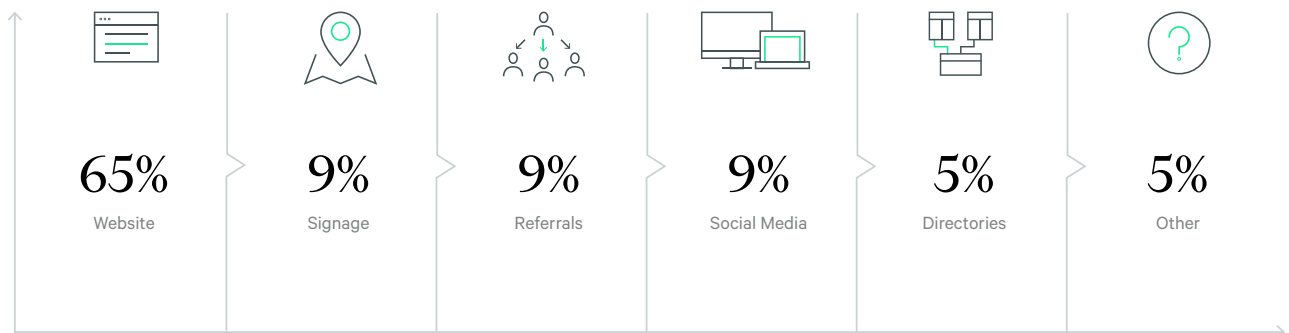 65%
Website
9%
Signage
9%
Referrals
9%
Social Media
5%
Directories
5%
Other